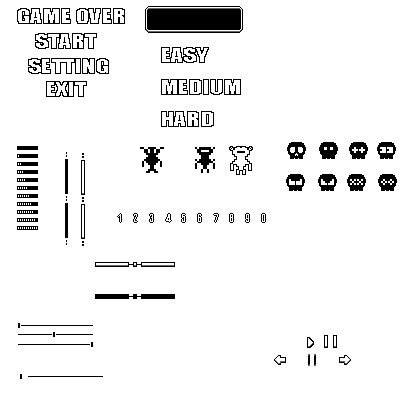 GAME OVER
START
SETTING
EXIT
EASY
MEDIUM
HARD
1 2 3 4 5 6 7 8 9 0